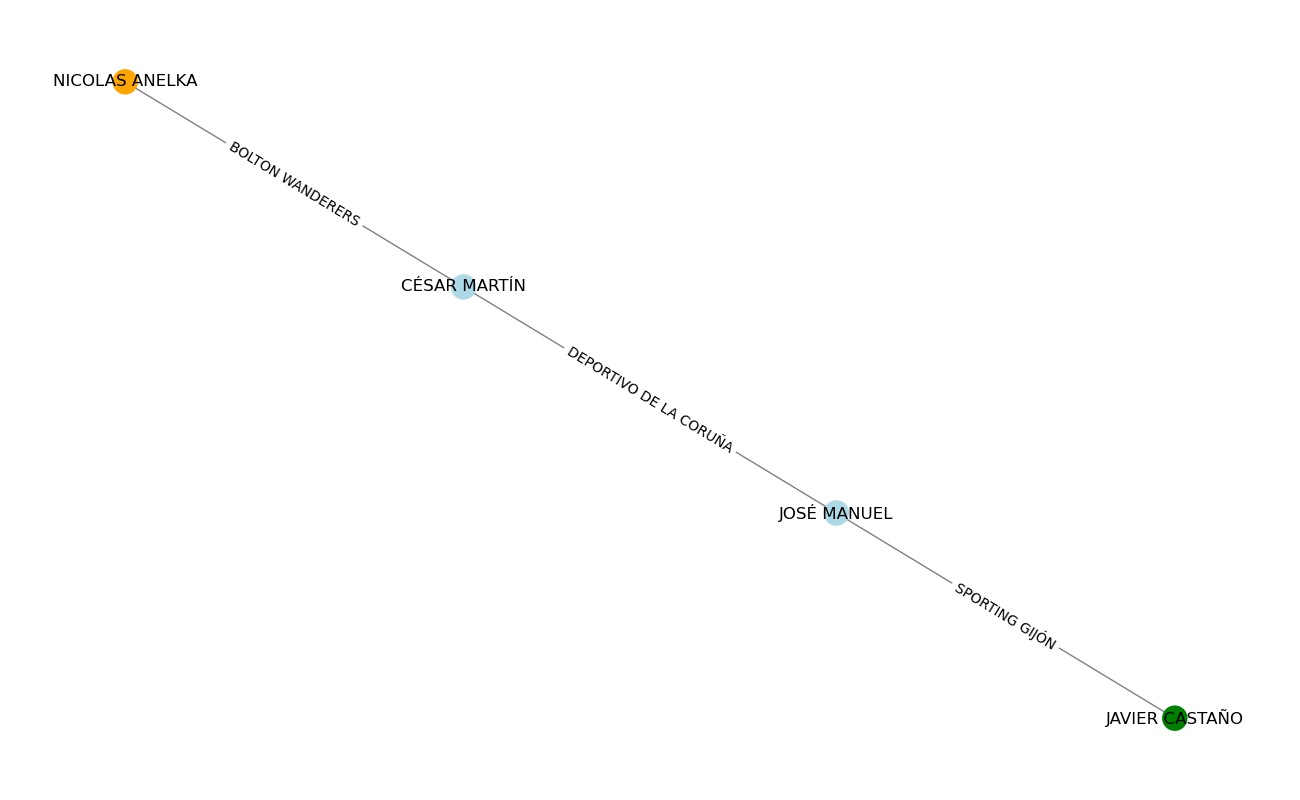 NICOLAS ANELKA
BOLTON WANDERERS
CÉSAR MARTÍN
DEPORTIVO DE LA CORUÑA
JOSÉ MANUEL
SPORTING GIJÓN
JAVIER CASTAÑO